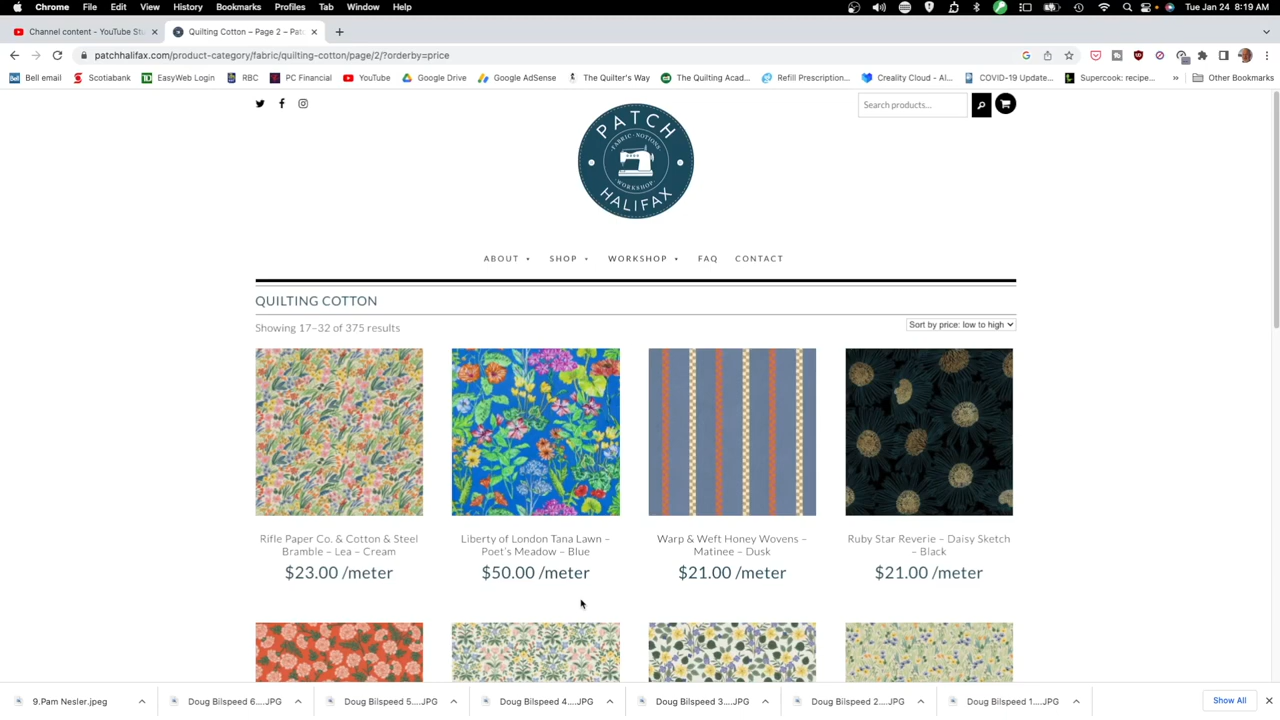 Chrome File Edit View History Bookmarks Profiles Tab Window Help Tue Jan 24 8:19 AM
Channel content - YouTube Stu Quilting Cotton – Page 2 – Patc
patchhalifax.com/product-category/fabric/quilting-cotton/page/2/?orderby=price
Bell email Scotiabank EasyWeb Login RBC PC Financial YouTube Google Drive Google AdSense The Quilter's Way The Quilting Acad... Refill Prescription... Creality Cloud - Al... COVID-19 Update... Supercook: recipe... » Other Bookmarks
Search products...
PATCH
FABRIC · NOTIONS
WORKSHOP
HALIFAX
ABOUT SHOP WORKSHOP FAQ CONTACT
QUILTING COTTON
Showing 17–32 of 375 results
Sort by price: low to high
Rifle Paper Co. & Cotton & Steel
Bramble – Lea – Cream
$23.00 /meter
Liberty of London Tana Lawn –
Poet's Meadow – Blue
$50.00 /meter
Warp & Weft Honey Wovens –
Matinee – Dusk
$21.00 /meter
Ruby Star Reverie – Daisy Sketch
– Black
$21.00 /meter
9.Pam Nesler.jpeg Doug Bilspeed 6....JPG Doug Bilspeed 5....JPG Doug Bilspeed 4....JPG Doug Bilspeed 3....JPG Doug Bilspeed 2....JPG Doug Bilspeed 1....JPG Show All